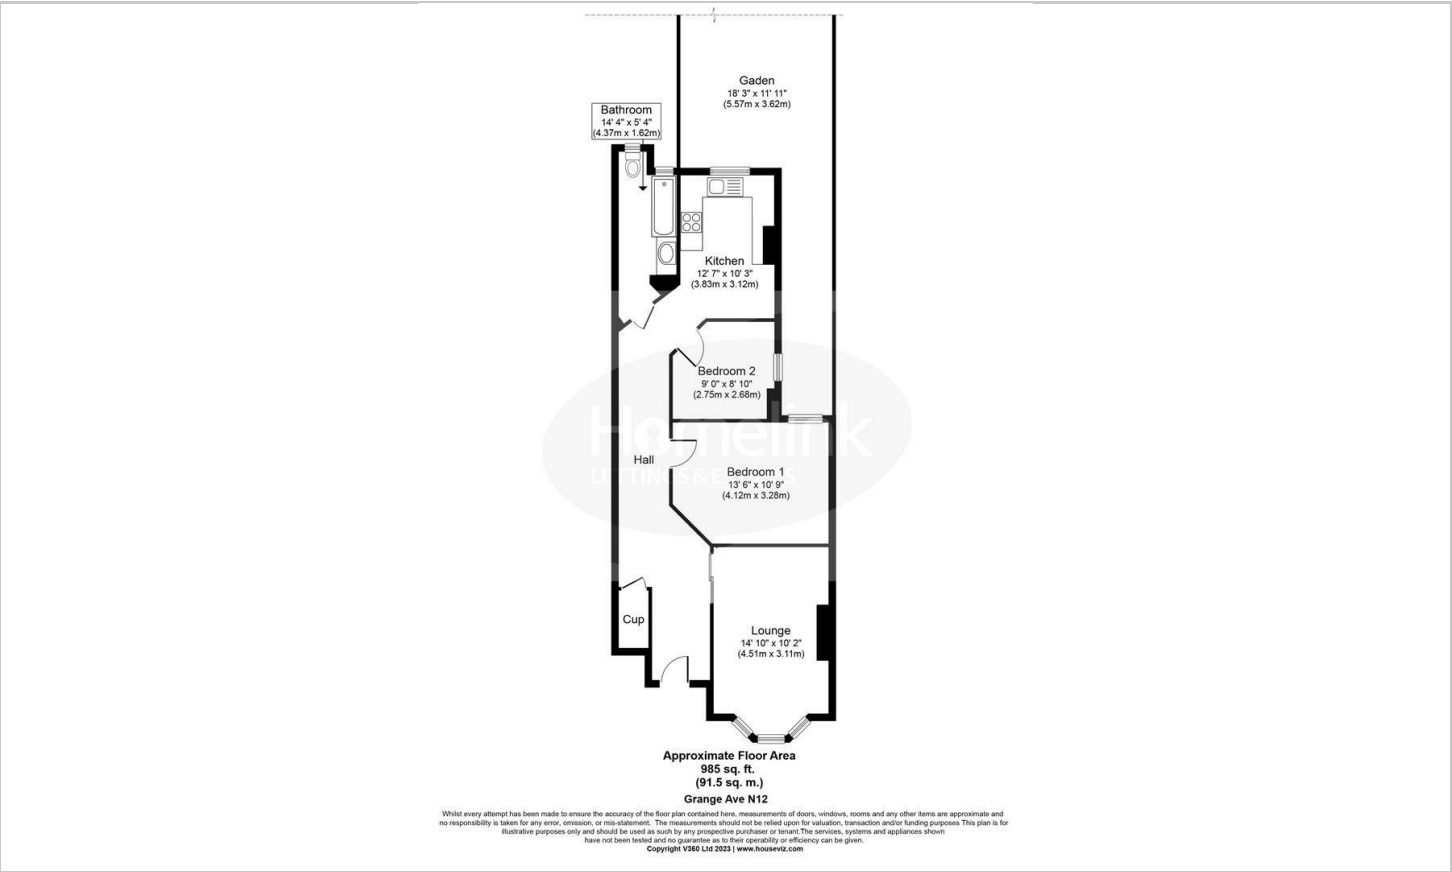 Gaden
18' 3" x 11' 11"
(5.57m x 3.62m)
Bathroom
14' 4" x 5' 4"
(4.37m x 1.62m)
Kitchen
12' 7" x 10' 3"
(3.83m x 3.12m)
Bedroom 2
9' 0" x 8' 10"
(2.75m x 2.68m)
Homelink
LETTINGS & ESTATES
Hall
Bedroom 1
13' 6" x 10' 9"
(4.12m x 3.28m)
Cup
Lounge
14' 10" x 10' 2"
(4.51m x 3.11m)
Approximate Floor Area
985 sq. ft.
(91.5 sq. m.)
Grange Ave N12
Whilst every attempt has been made to ensure the accuracy of the floor plan contained here, measurements of doors, windows, rooms and any other items are approximate and
no responsibility is taken for any error, omission, or mis-statement. The measurements should not be relied upon for valuation, transaction and/or funding purposes This plan is for
illustrative purposes only and should be used as such by any prospective purchaser or tenant.The services, systems and appliances shown
have not been tested and no guarantee as to their operability or efficiency can be given.
Copyright V360 Ltd 2023 | www.houseviz.com